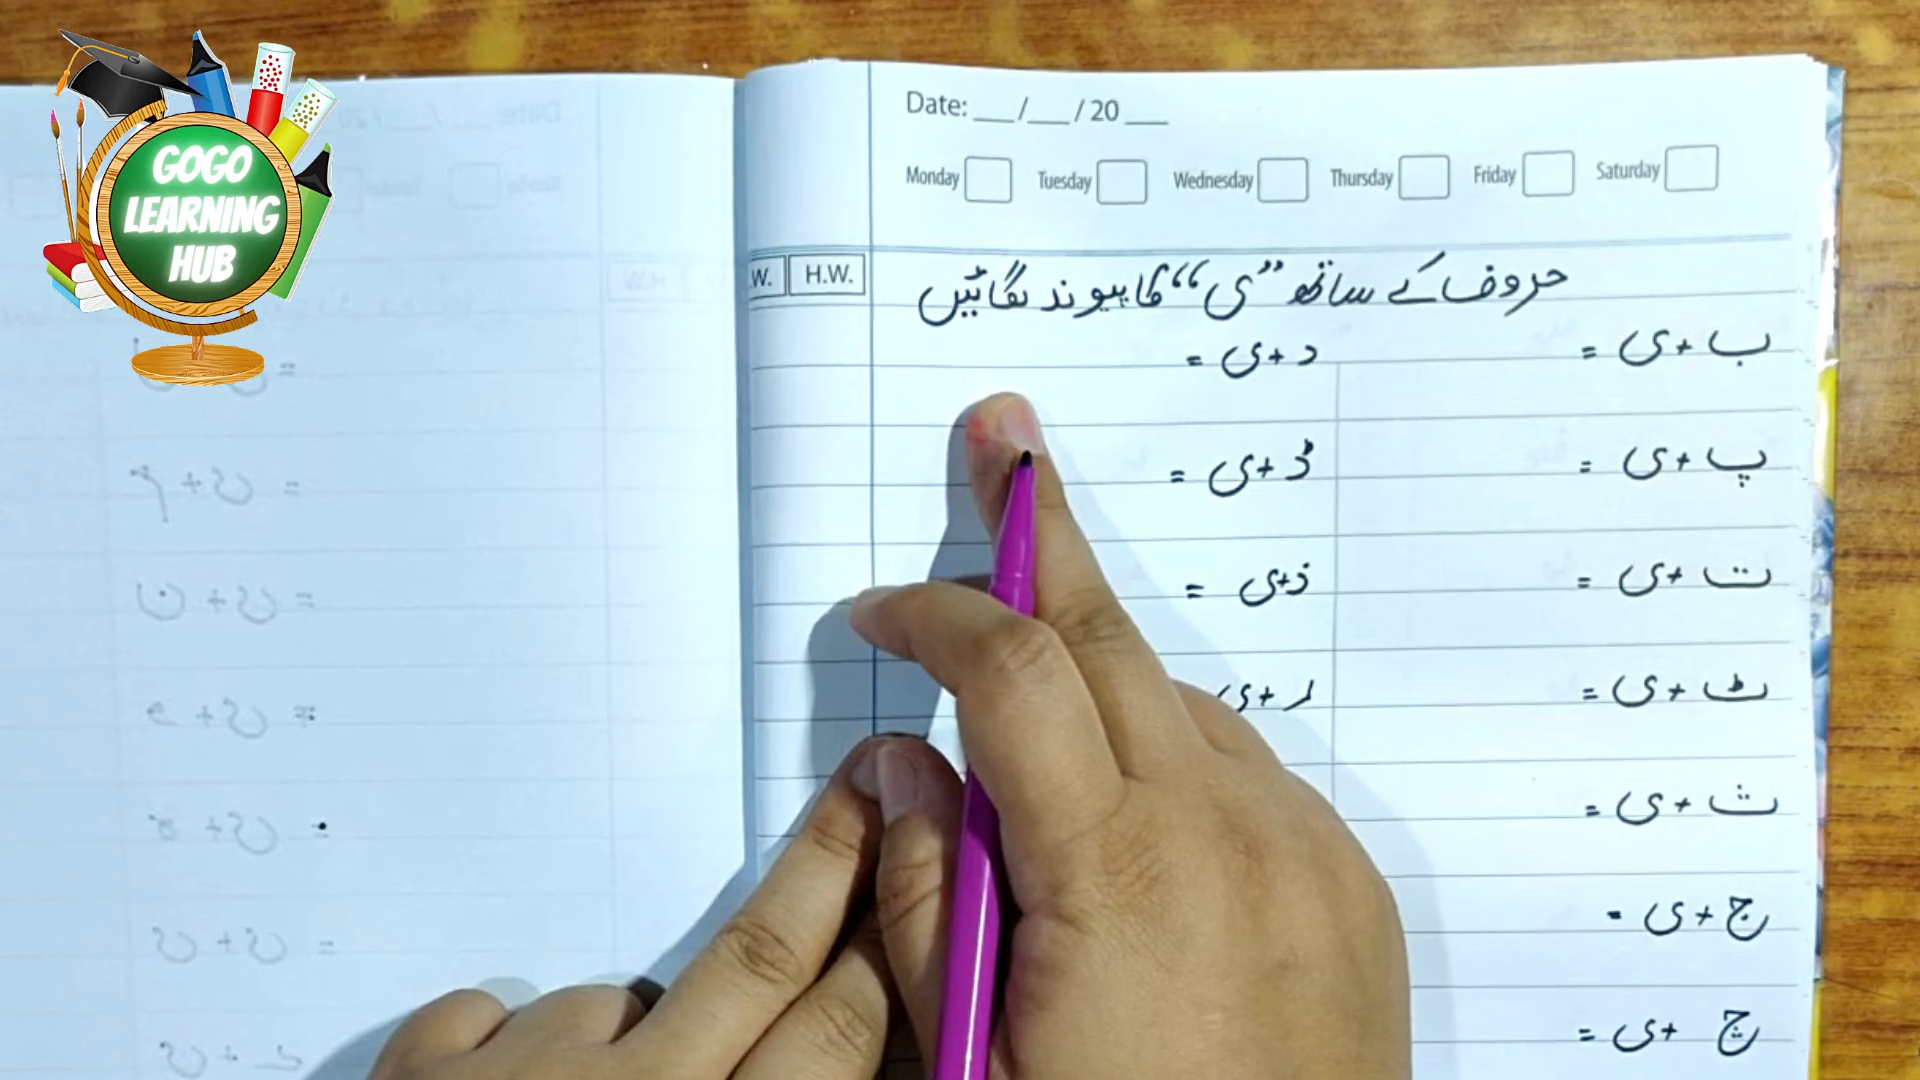 GOGO
LEARNING
HUB
Date: ___/___/20___
Monday Tuesday Wednesday Thursday Friday Saturday
W. H.W.
حروف کے ساتھ "ی" کا پیوند لگائیں
ب + ی =
د + ی =
پ + ی =
ڈ + ی =
ت + ی =
ذ + ی =
ٹ + ی =
ر + ی
ث + ی =
ج + ی =
چ + ی =